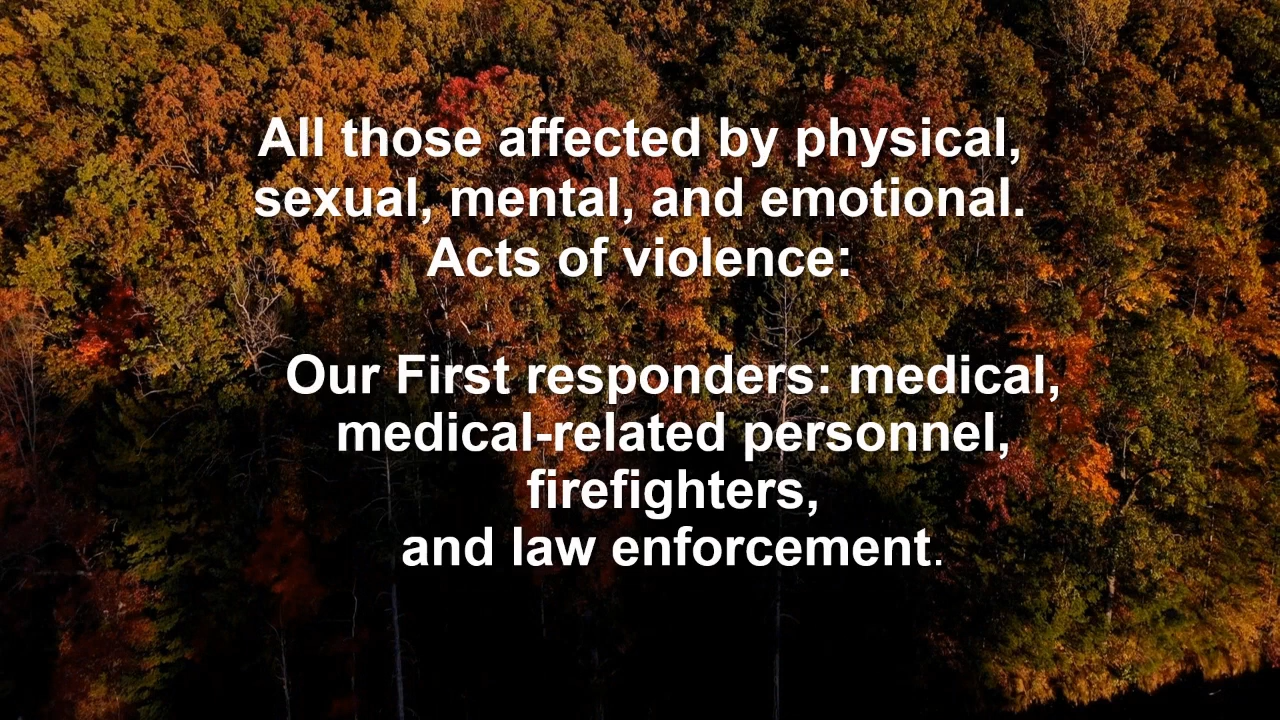 All those affected by physical,
sexual, mental, and emotional.
Acts of violence:
Our First responders: medical,
medical-related personnel,
firefighters,
and law enforcement.